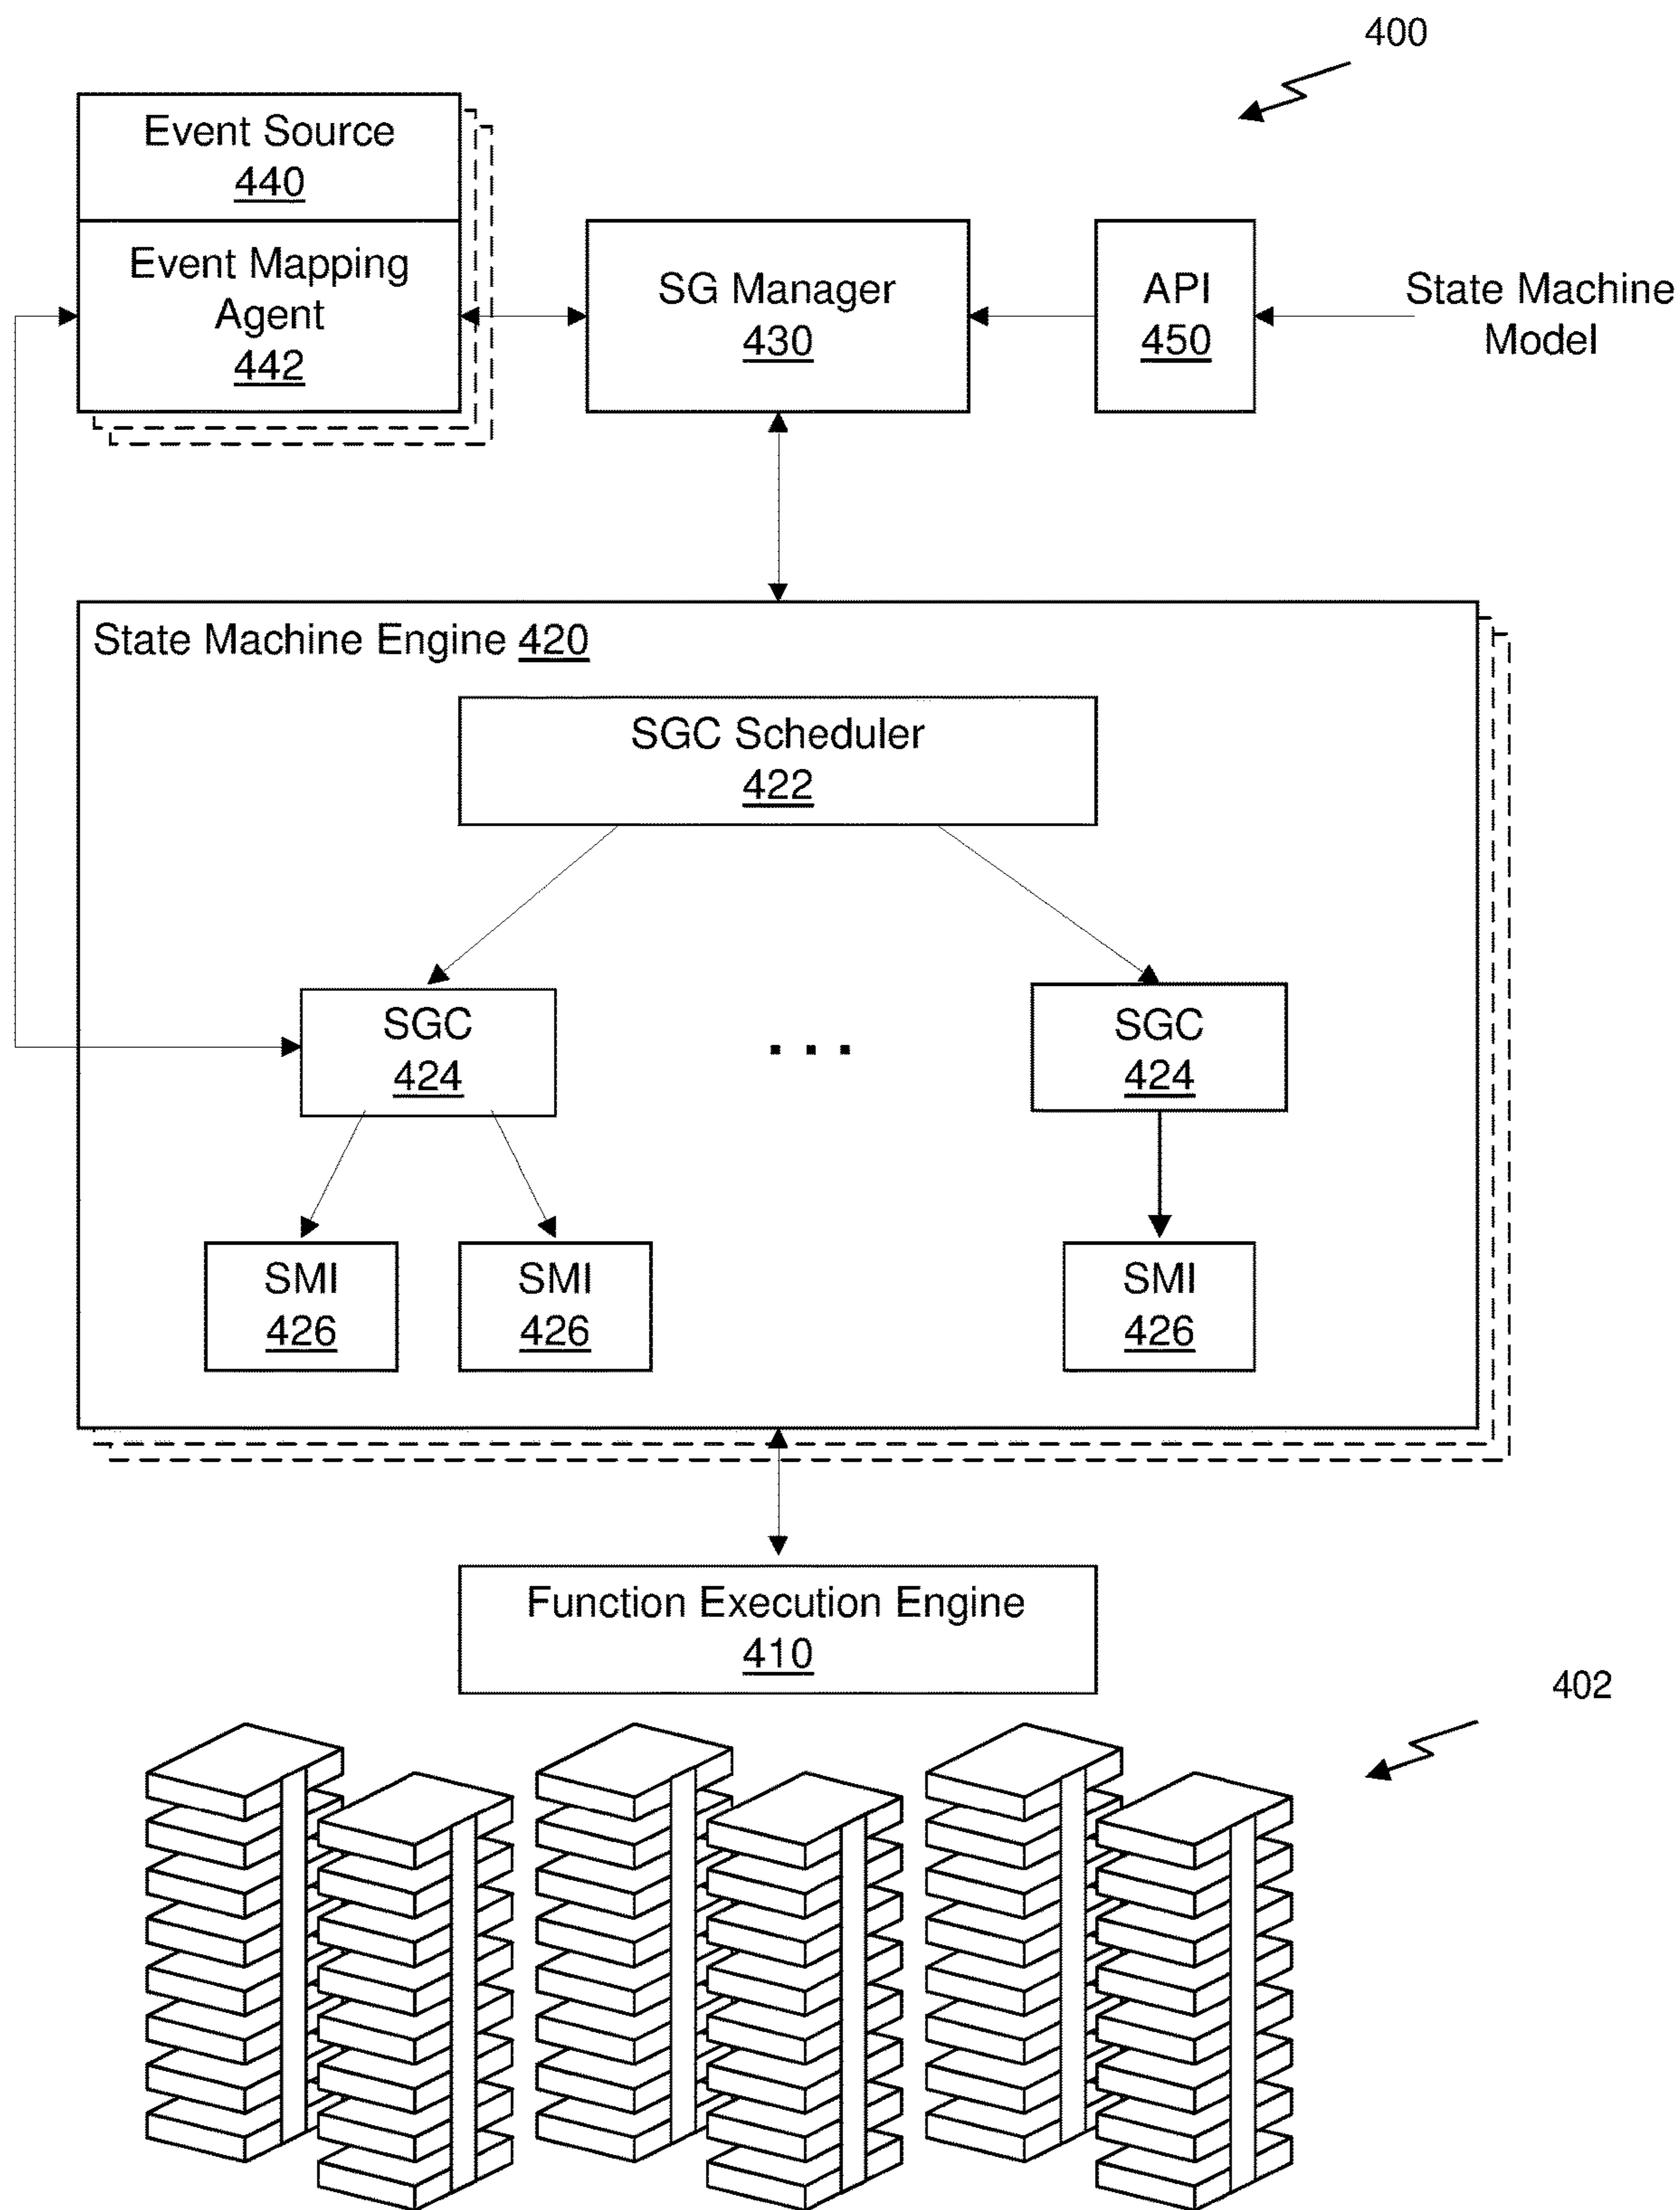 400
Event Source
440
Event Mapping
Agent
442
SG Manager
430
API
450
State Machine
Model
State Machine Engine 420
SGC Scheduler
422
SGC
424
. . .
SGC
424
SMI
426
SMI
426
SMI
426
Function Execution Engine
410
402